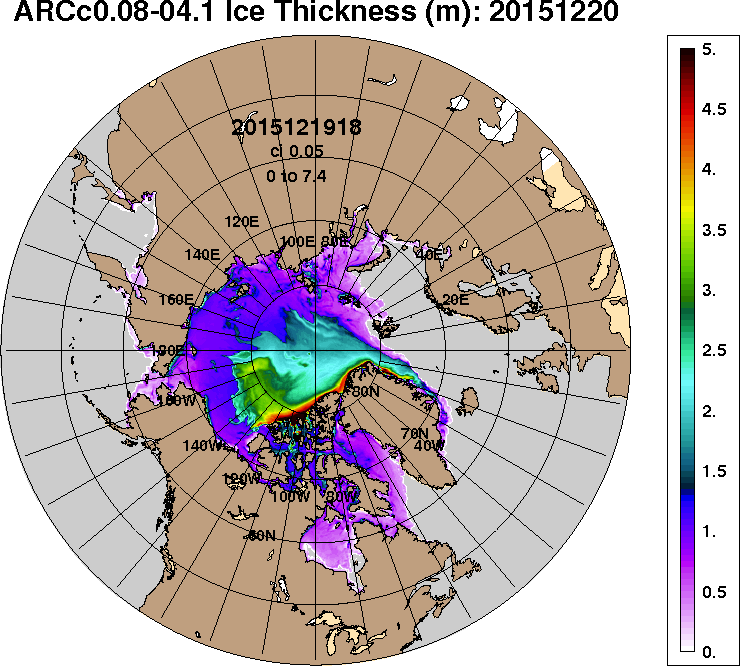 ARCc0.08-04.1 Ice Thickness (m): 20151220
2015121918
ci 0.05
0 to 7.4
120E
100E
80E
140E
40E
160E
20E
180E
160W
80N
140W
70N
40W
120W
100W
80W
60N
5.
4.5
4.
3.5
3.
2.5
2.
1.5
1.
0.5
0.